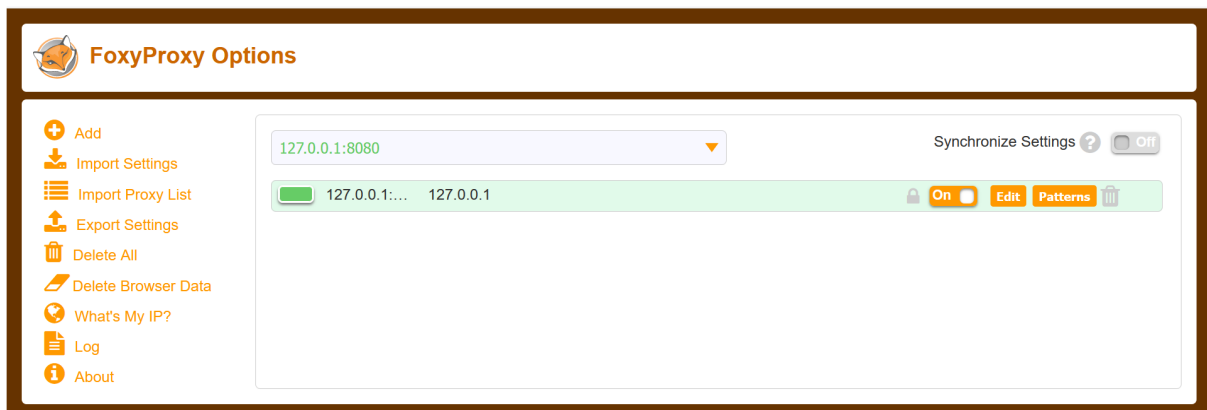 FoxyProxy Options
Add
Import Settings
Import Proxy List
Export Settings
Delete All
Delete Browser Data
What's My IP?
Log
About
127.0.0.1:8080
Synchronize Settings ? Off
127.0.0.1:… 127.0.0.1 On Edit Patterns